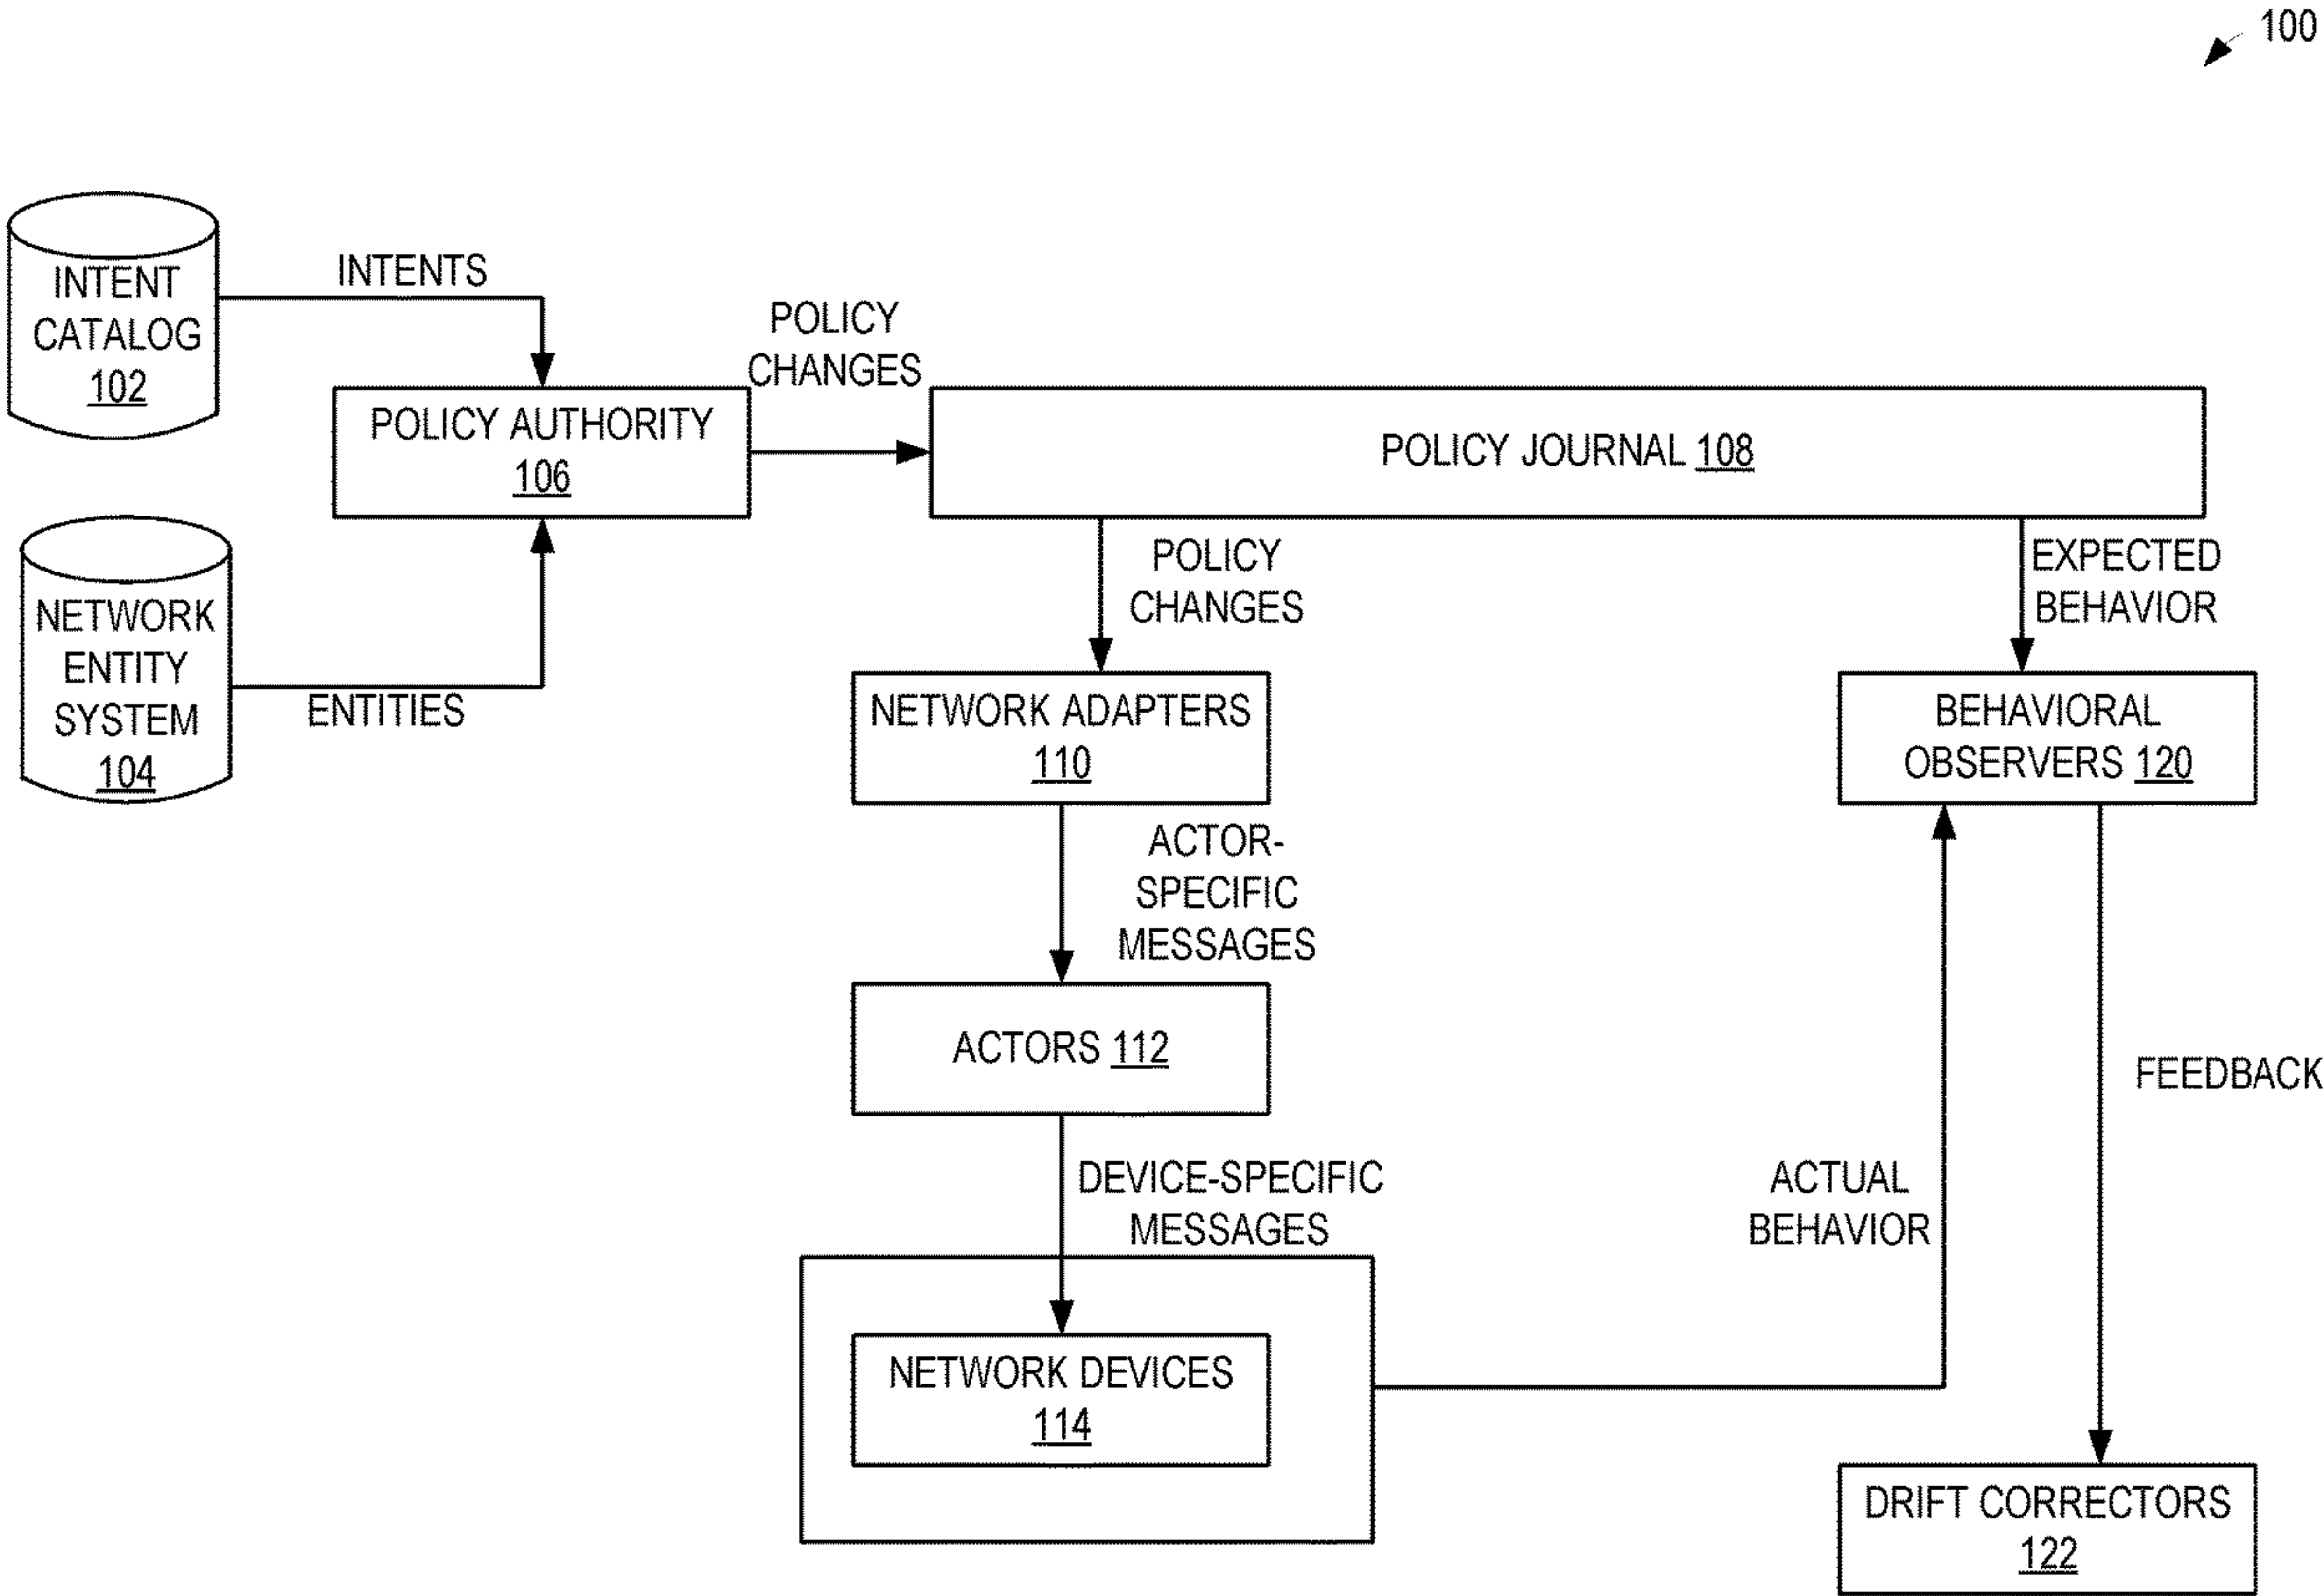 100
INTENT
CATALOG
102
INTENTS
POLICY
CHANGES
POLICY AUTHORITY
106
POLICY JOURNAL 108
NETWORK
ENTITY
SYSTEM
104
ENTITIES
POLICY
CHANGES
EXPECTED
BEHAVIOR
NETWORK ADAPTERS
110
BEHAVIORAL
OBSERVERS 120
ACTOR-
SPECIFIC
MESSAGES
ACTORS 112
FEEDBACK
DEVICE-SPECIFIC
MESSAGES
ACTUAL
BEHAVIOR
NETWORK DEVICES
114
DRIFT CORRECTORS
122